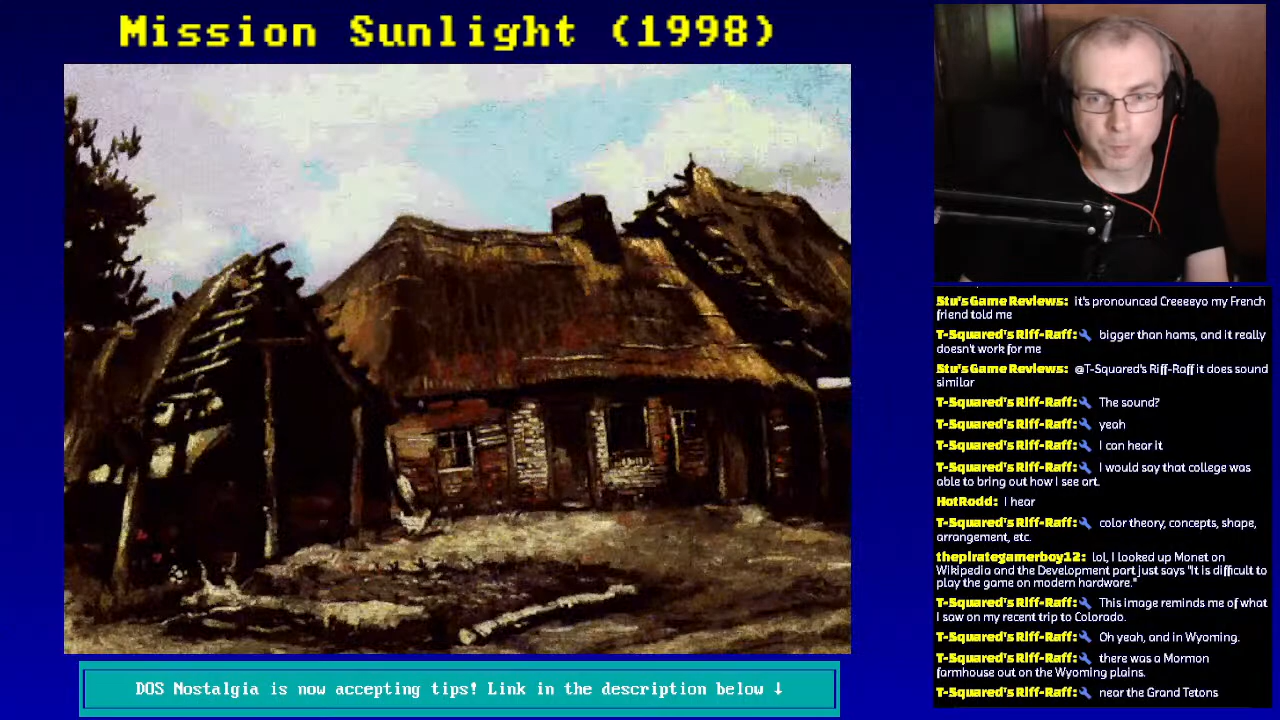 Mission Sunlight (1998)
Stu's Game Reviews: it's pronounced Creeeeyo my French
friend told me
T-Squared's Riff-Raff: bigger than hams, and it really
doesn't work for me
Stu's Game Reviews: @T-Squared's Riff-Raff it does sound
similar
T-Squared's Riff-Raff: The sound?
T-Squared's Riff-Raff: yeah
T-Squared's Riff-Raff: I can hear it
T-Squared's Riff-Raff: I would say that college was
able to bring out how I see art.
HotRodd: I hear
T-Squared's Riff-Raff: color theory, concepts, shape,
arrangement, etc.
thepirategamerboy12: lol, I looked up Monet on
Wikipedia and the Development part just says "It is difficult to
play the game on modern hardware."
T-Squared's Riff-Raff: This image reminds me of what
I saw on my recent trip to Colorado.
T-Squared's Riff-Raff: Oh yeah, and in Wyoming.
T-Squared's Riff-Raff: there was a Mormon
farmhouse out on the Wyoming plains.
T-Squared's Riff-Raff: near the Grand Tetons
DOS Nostalgia is now accepting tips! Link in the description below ↓